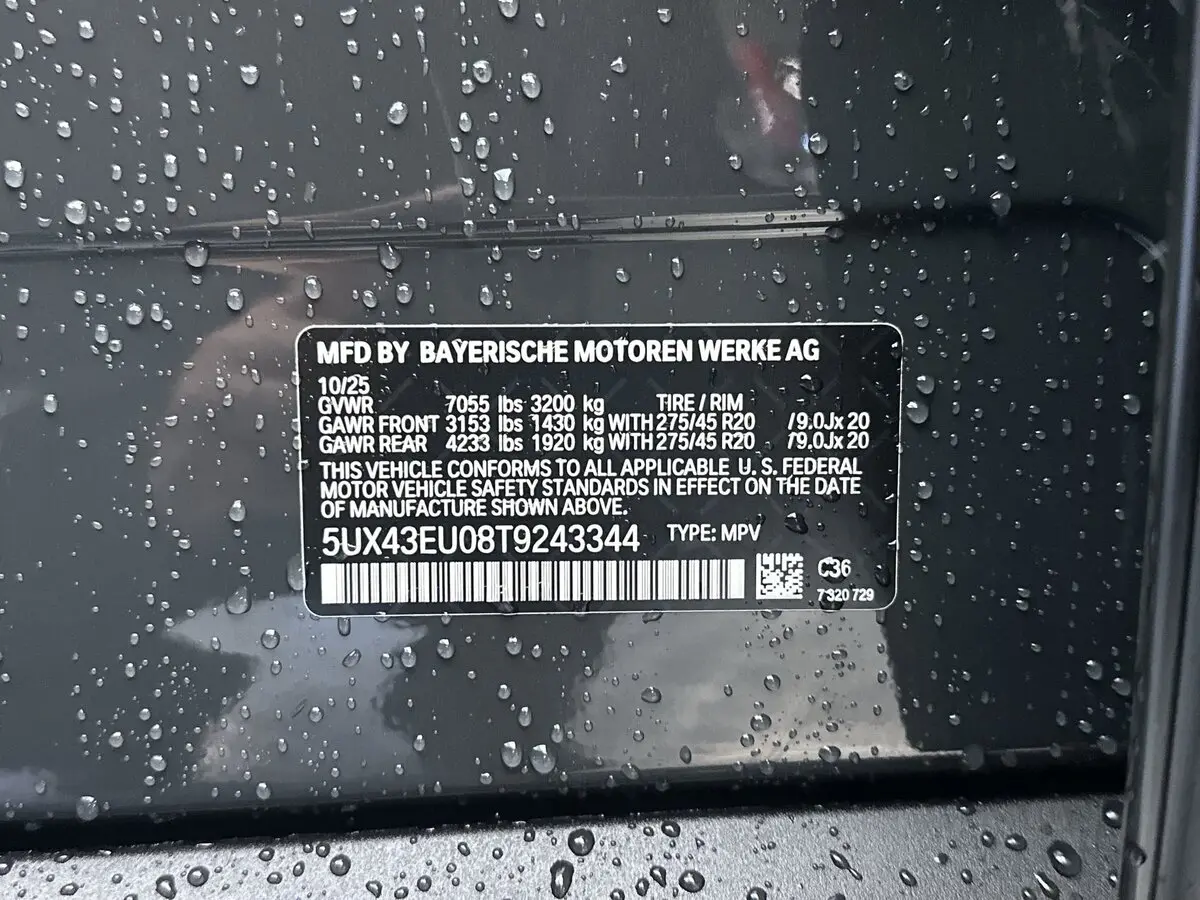 MFD BY BAYERISCHE MOTOREN WERKE AG
10/25
GVWR 7055 lbs 3200 kg TIRE / RIM
GAWR FRONT 3153 lbs 1430 kg WITH 275/45 R20 /9.0Jx 20
GAWR REAR 4233 lbs 1920 kg WITH 275/45 R20 /9.0Jx 20
THIS VEHICLE CONFORMS TO ALL APPLICABLE U. S. FEDERAL
MOTOR VEHICLE SAFETY STANDARDS IN EFFECT ON THE DATE
OF MANUFACTURE SHOWN ABOVE.
5UX43EU08T9243344 TYPE: MPV
C36
7 320 729